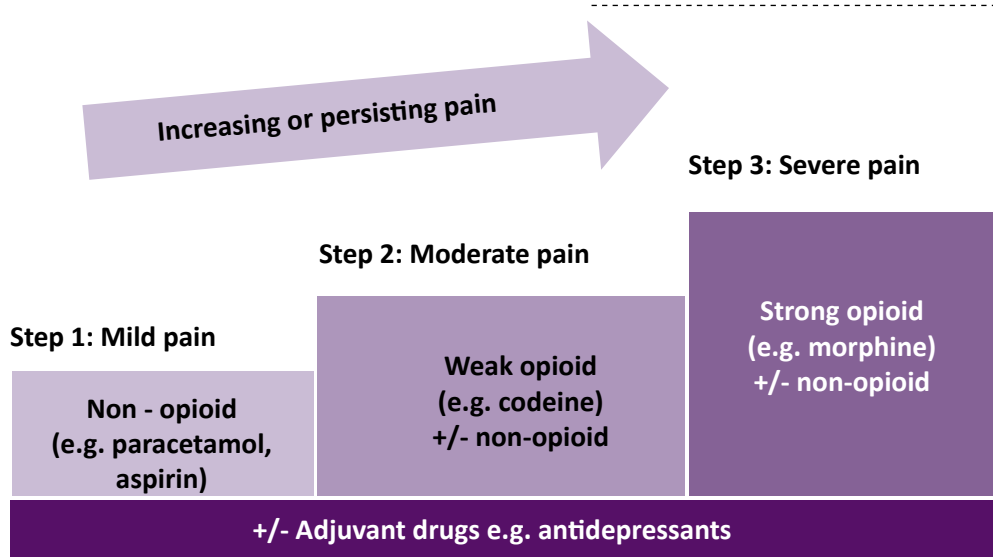 Increasing or persisting pain
Step 3: Severe pain
Step 2: Moderate pain
Step 1: Mild pain
Strong opioid
(e.g. morphine)
+/- non-opioid
Weak opioid
(e.g. codeine)
+/- non-opioid
Non - opioid
(e.g. paracetamol,
aspirin)
+/- Adjuvant drugs e.g. antidepressants